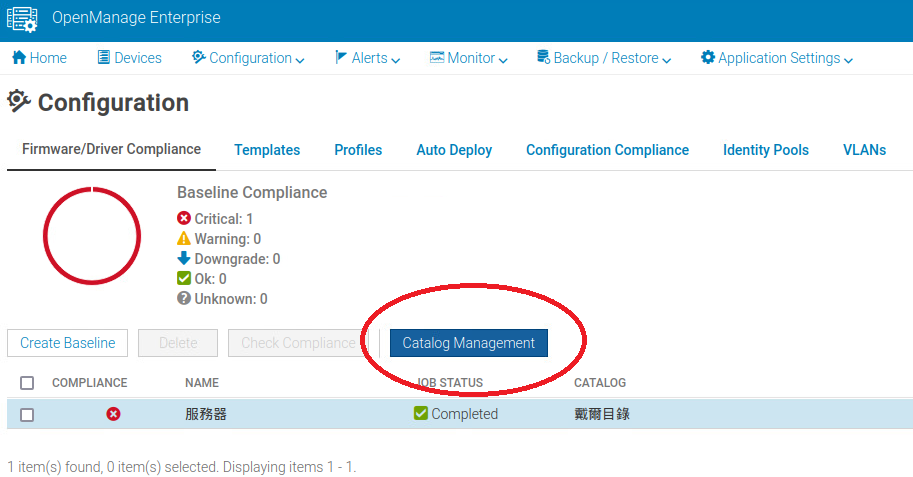 OpenManage Enterprise
Home Devices Configuration Alerts Monitor Backup / Restore Application Settings
Configuration
Firmware/Driver Compliance Templates Profiles Auto Deploy Configuration Compliance Identity Pools VLANs
Baseline Compliance
Critical: 1
Warning: 0
Downgrade: 0
Ok: 0
Unknown: 0
Create Baseline Delete Check Compliance Catalog Management
COMPLIANCE NAME JOB STATUS CATALOG
服務器 Completed 戴爾目錄
1 item(s) found, 0 item(s) selected. Displaying items 1 - 1.